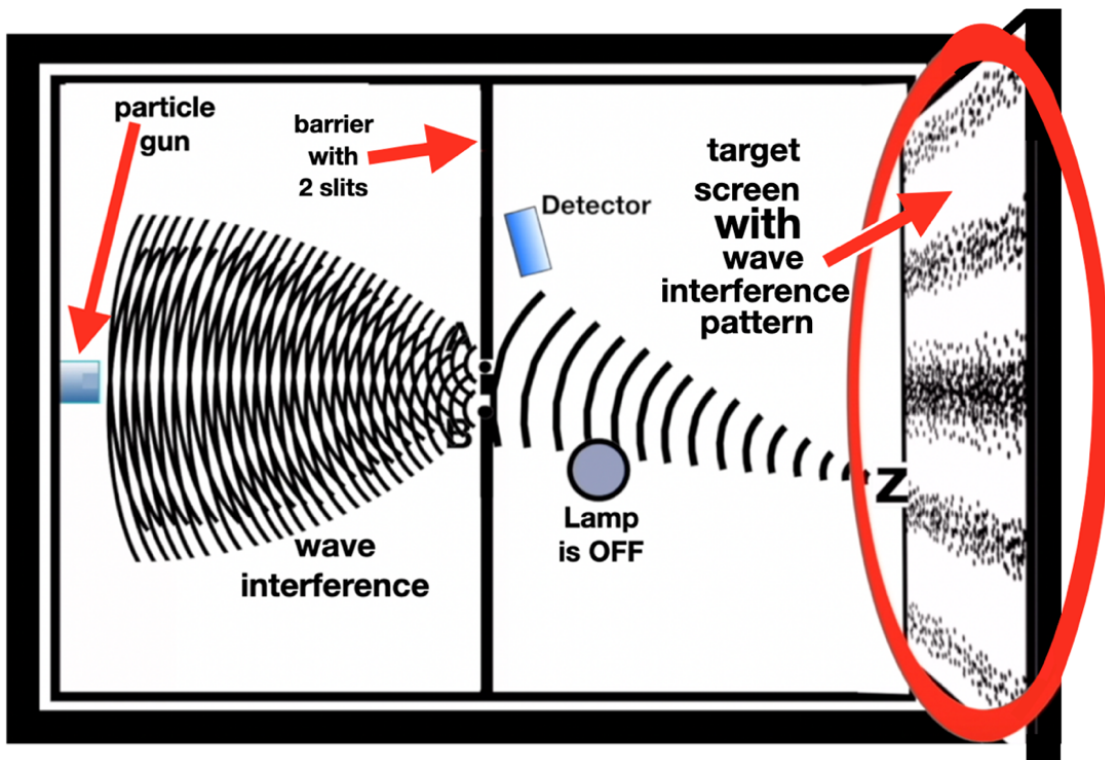 particle
gun
barrier
with
2 slits
Detector
target
screen
with
wave
interference
pattern
A
B
Z
Lamp
is OFF
wave
interference